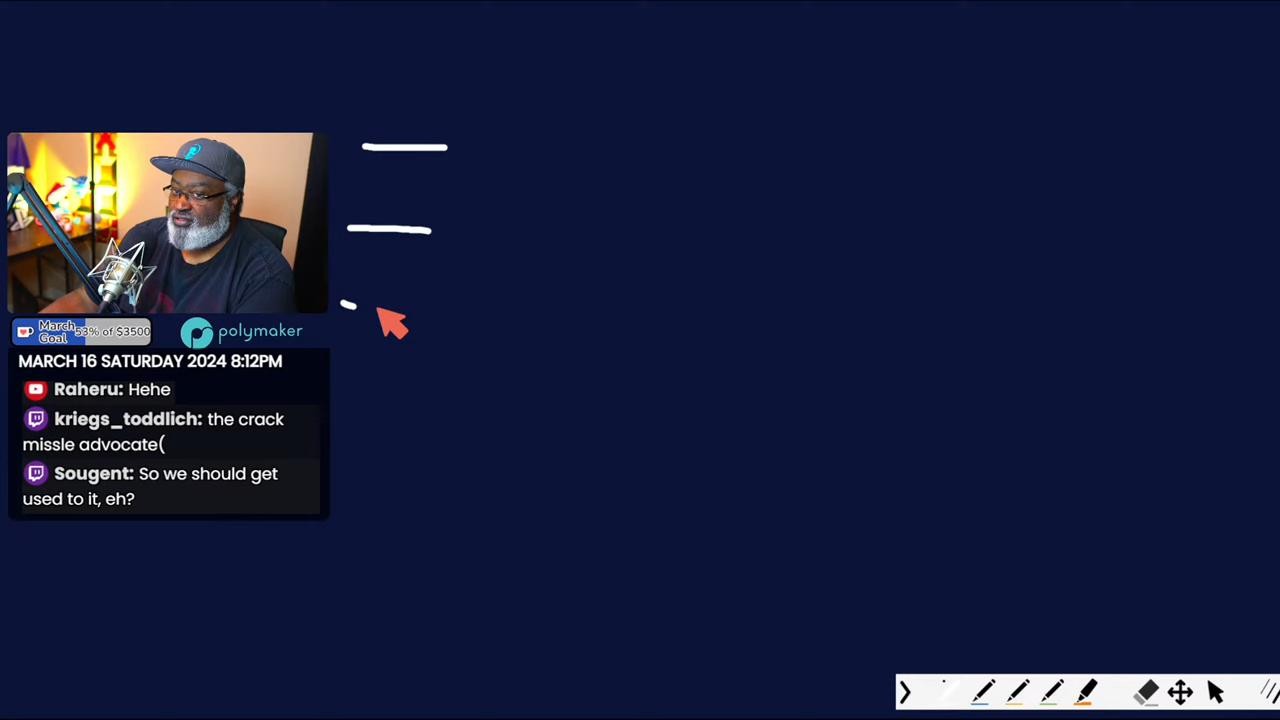 March
Goal
53% of $3500
polymaker
MARCH 16 SATURDAY 2024 8:12PM
Raheru: Hehe
kriegs_toddlich: the crack
missle advocate(
Sougent: So we should get
used to it, eh?